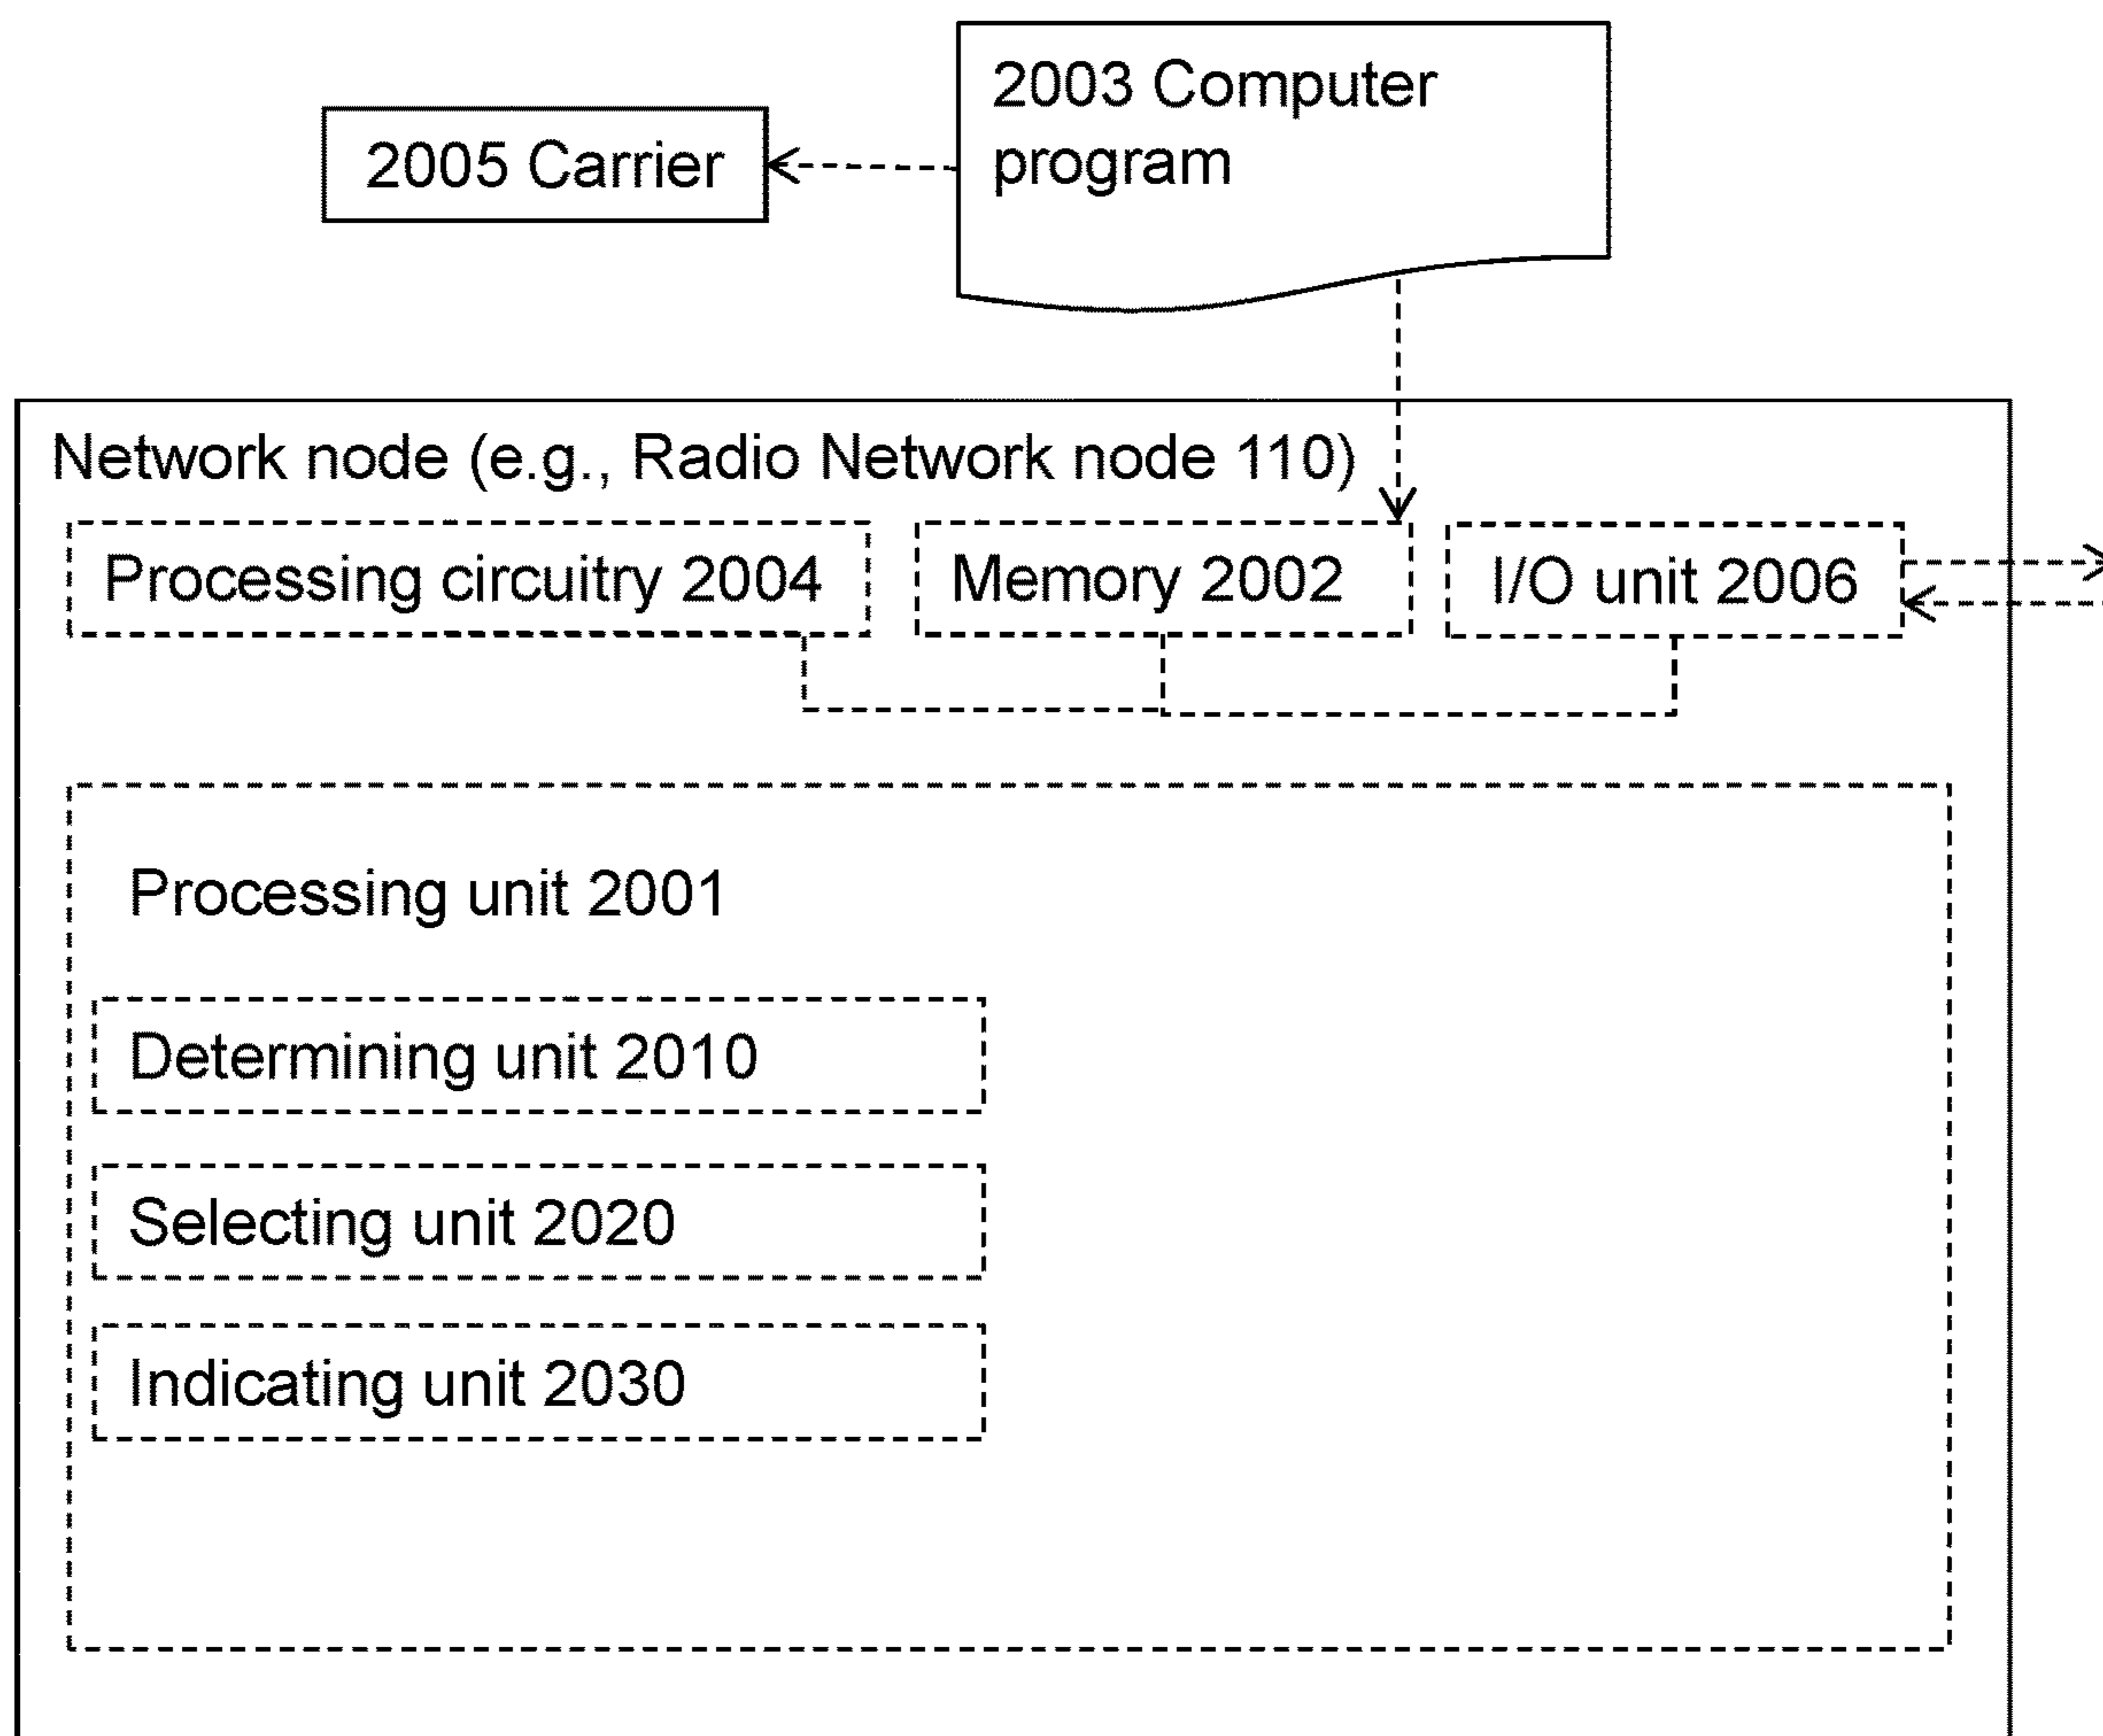 2003 Computer
program
2005 Carrier
Network node (e.g., Radio Network node 110)
Processing circuitry 2004
Memory 2002
I/O unit 2006
Processing unit 2001
Determining unit 2010
Selecting unit 2020
Indicating unit 2030